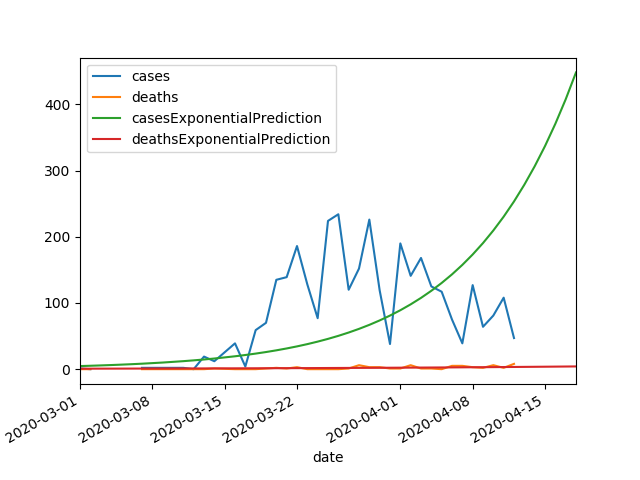 cases
deaths
casesExponentialPrediction
deathsExponentialPrediction
400
300
200
100
0
2020-03-01
2020-03-08
2020-03-15
2020-03-22
2020-04-01
2020-04-08
2020-04-15
date